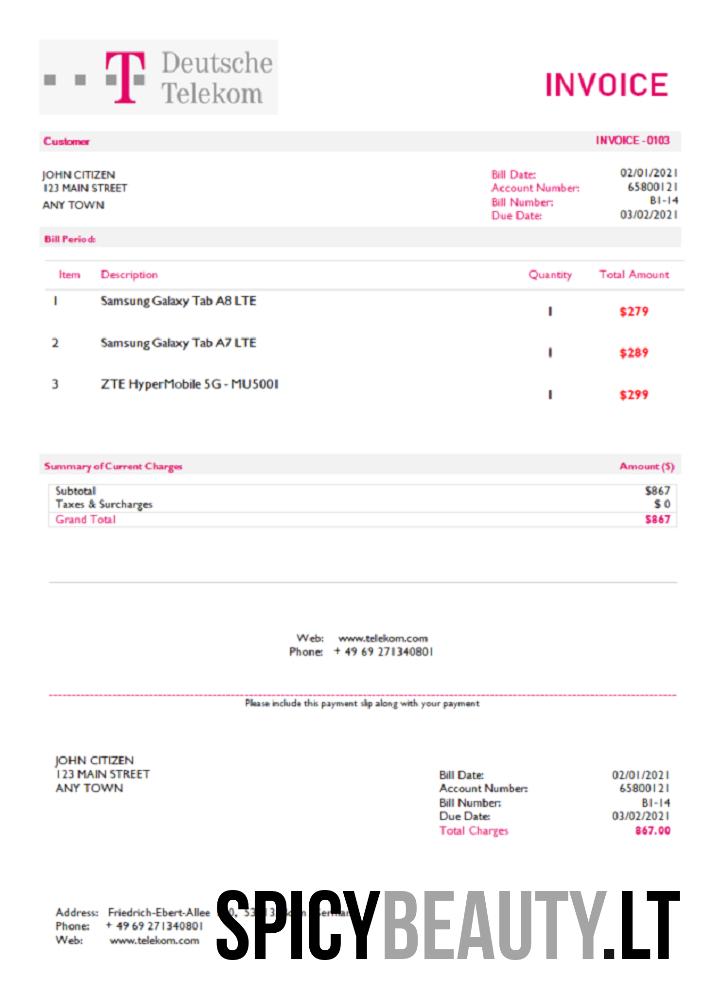 Deutsche
Telekom
INVOICE
Customer INVOICE -0103
JOHN CITIZEN
123 MAIN STREET
ANY TOWN
Bill Date: 02/01/2021
Account Number: 65800121
Bill Number: B1-14
Due Date: 03/02/2021
Bill Period:
Item Description Quantity Total Amount
1 Samsung Galaxy Tab A8 LTE 1 $279
2 Samsung Galaxy Tab A7 LTE 1 $289
3 ZTE HyperMobile 5G - MU5001 1 $299
Summary of Current Charges Amount ($)
Subtotal $867
Taxes & Surcharges $ 0
Grand Total $867
Web: www.telekom.com
Phone: + 49 69 271340801
Please include this payment slip along with your payment
JOHN CITIZEN
123 MAIN STREET
ANY TOWN
Bill Date: 02/01/2021
Account Number: 65800121
Bill Number: B1-14
Due Date: 03/02/2021
Total Charges 867.00
Address: Friedrich-Ebert-Allee
Phone: + 49 69 271340801
Web: www.telekom.com
SPICYBEAUTY.LT